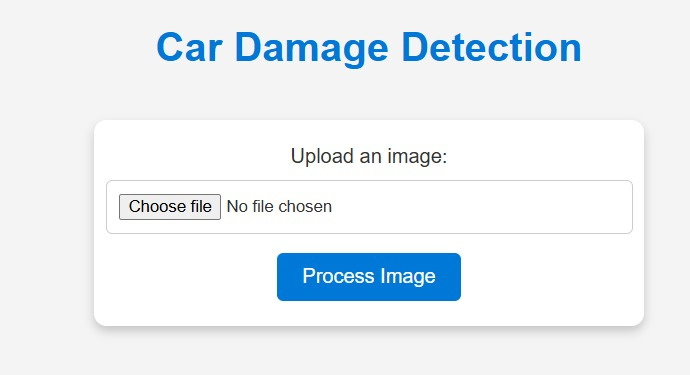 Car Damage Detection
Upload an image:
Choose file No file chosen
Process Image